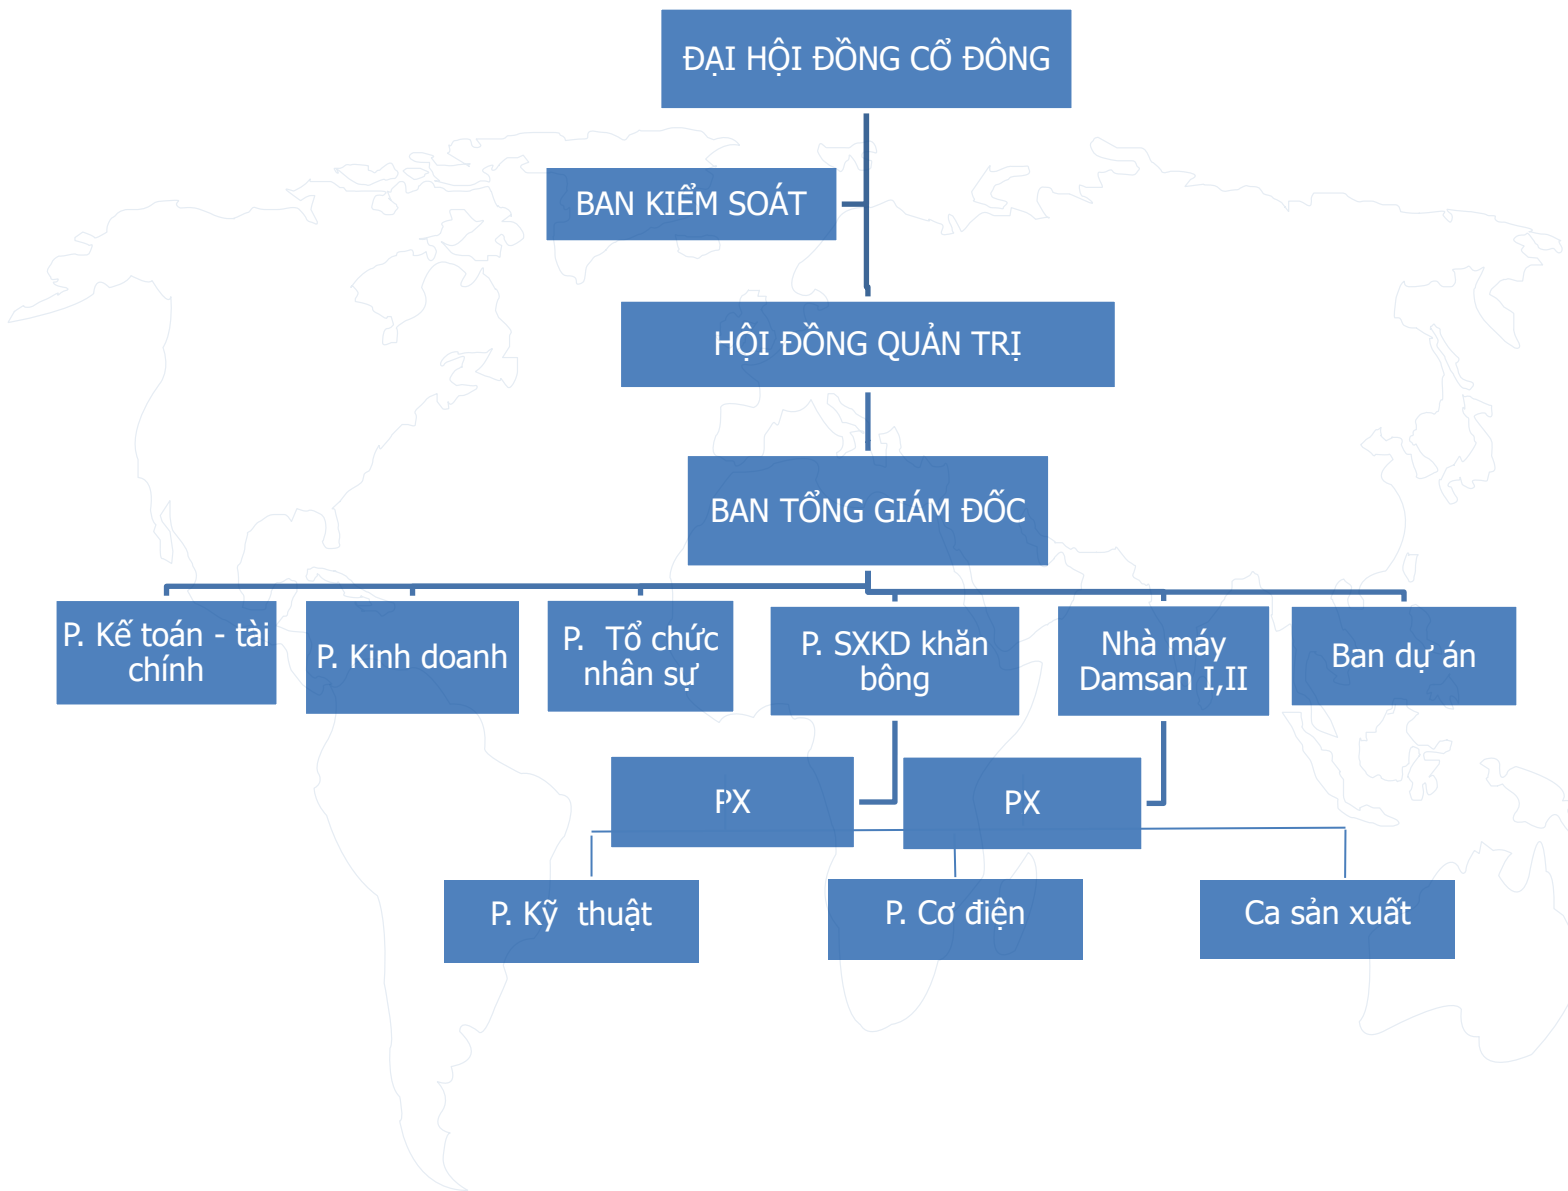 ĐẠI HỘI ĐỒNG CỔ ĐÔNG
BAN KIỂM SOÁT
HỘI ĐỒNG QUẢN TRỊ
BAN TỔNG GIÁM ĐỐC
P. Kế toán - tài
chính
P. Kinh doanh
P. Tổ chức
nhân sự
P. SXKD khăn
bông
Nhà máy
Damsan I,II
Ban dự án
PX
PX
P. Kỹ thuật
P. Cơ điện
Ca sản xuất